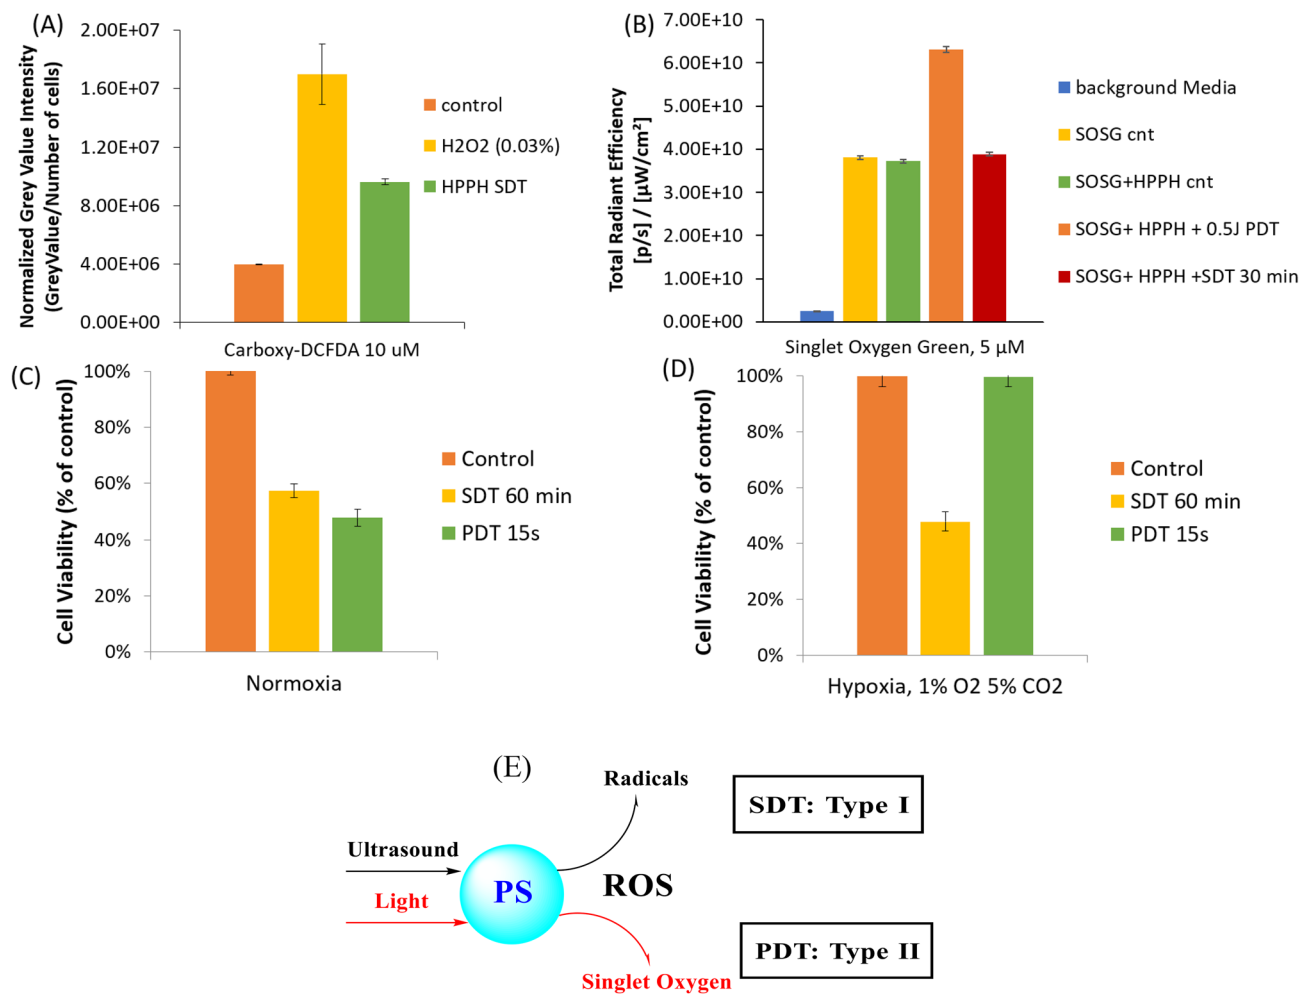 (A)
Normalized Grey Value Intensity
(GreyValue/Number of cells)
2.00E+07
1.60E+07
1.20E+07
8.00E+06
4.00E+06
0.00E+00
control
H2O2 (0.03%)
HPPH SDT
Carboxy-DCFDA 10 uM
(B)
Total Radiant Efficiency
[p/s] / [µW/cm²]
7.00E+10
6.00E+10
5.00E+10
4.00E+10
3.00E+10
2.00E+10
1.00E+10
0.00E+00
background Media
SOSG cnt
SOSG+HPPH cnt
SOSG+ HPPH + 0.5J PDT
SOSG+ HPPH +SDT 30 min
Singlet Oxygen Green, 5 µM
(C)
Cell Viability (% of control)
100%
80%
60%
40%
20%
0%
Control
SDT 60 min
PDT 15s
Normoxia
(D)
Cell Viability (% of control)
100%
80%
60%
40%
20%
0%
Control
SDT 60 min
PDT 15s
Hypoxia, 1% O2 5% CO2
(E)
Radicals
SDT: Type I
Ultrasound
PS
ROS
Light
PDT: Type II
Singlet Oxygen